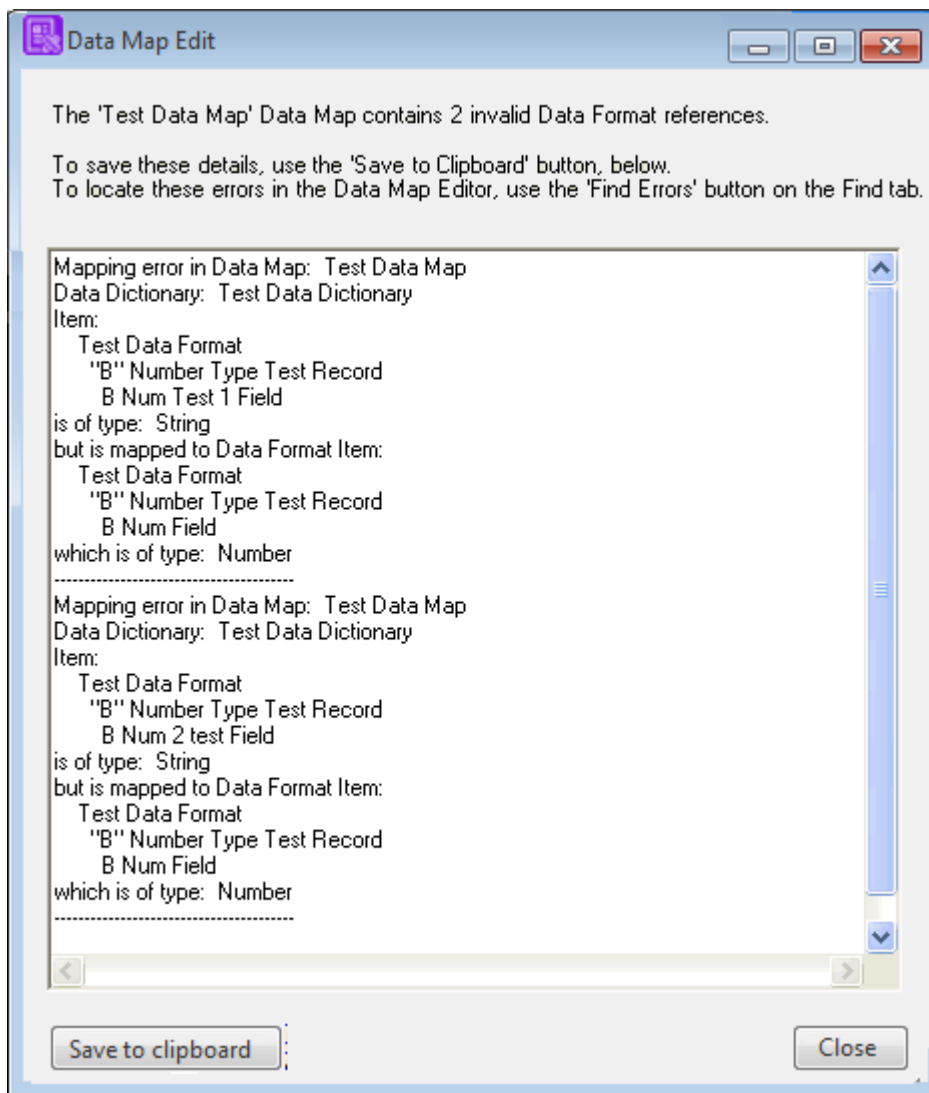 Data Map Edit
The 'Test Data Map' Data Map contains 2 invalid Data Format references.
To save these details, use the 'Save to Clipboard' button, below.
To locate these errors in the Data Map Editor, use the 'Find Errors' button on the Find tab.
Mapping error in Data Map:  Test Data Map
Data Dictionary:  Test Data Dictionary
Item:
Test Data Format
"B" Number Type Test Record
B Num Test 1 Field
is of type:  String
but is mapped to Data Format Item:
Test Data Format
"B" Number Type Test Record
B Num Field
which is of type:  Number
----------------------------------------
Mapping error in Data Map:  Test Data Map
Data Dictionary:  Test Data Dictionary
Item:
Test Data Format
"B" Number Type Test Record
B Num 2 test Field
is of type:  String
but is mapped to Data Format Item:
Test Data Format
"B" Number Type Test Record
B Num Field
which is of type:  Number
----------------------------------------
Save to clipboard
Close